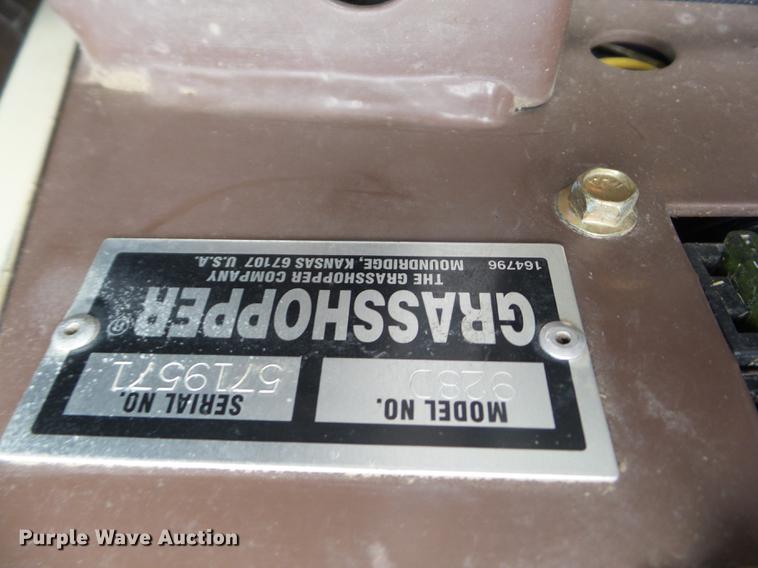 MODEL NO.
SERIAL NO.
928D
5719571
GRASSHOPPER®
THE GRASSHOPPER COMPANY
MOUNDRIDGE, KANSAS 67107 U.S.A.
164796
Purple Wave Auction